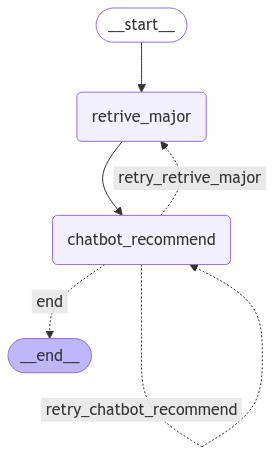 __start__
retrive_major
retry_retrive_major
chatbot_recommend
end
__end__
retry_chatbot_recommend